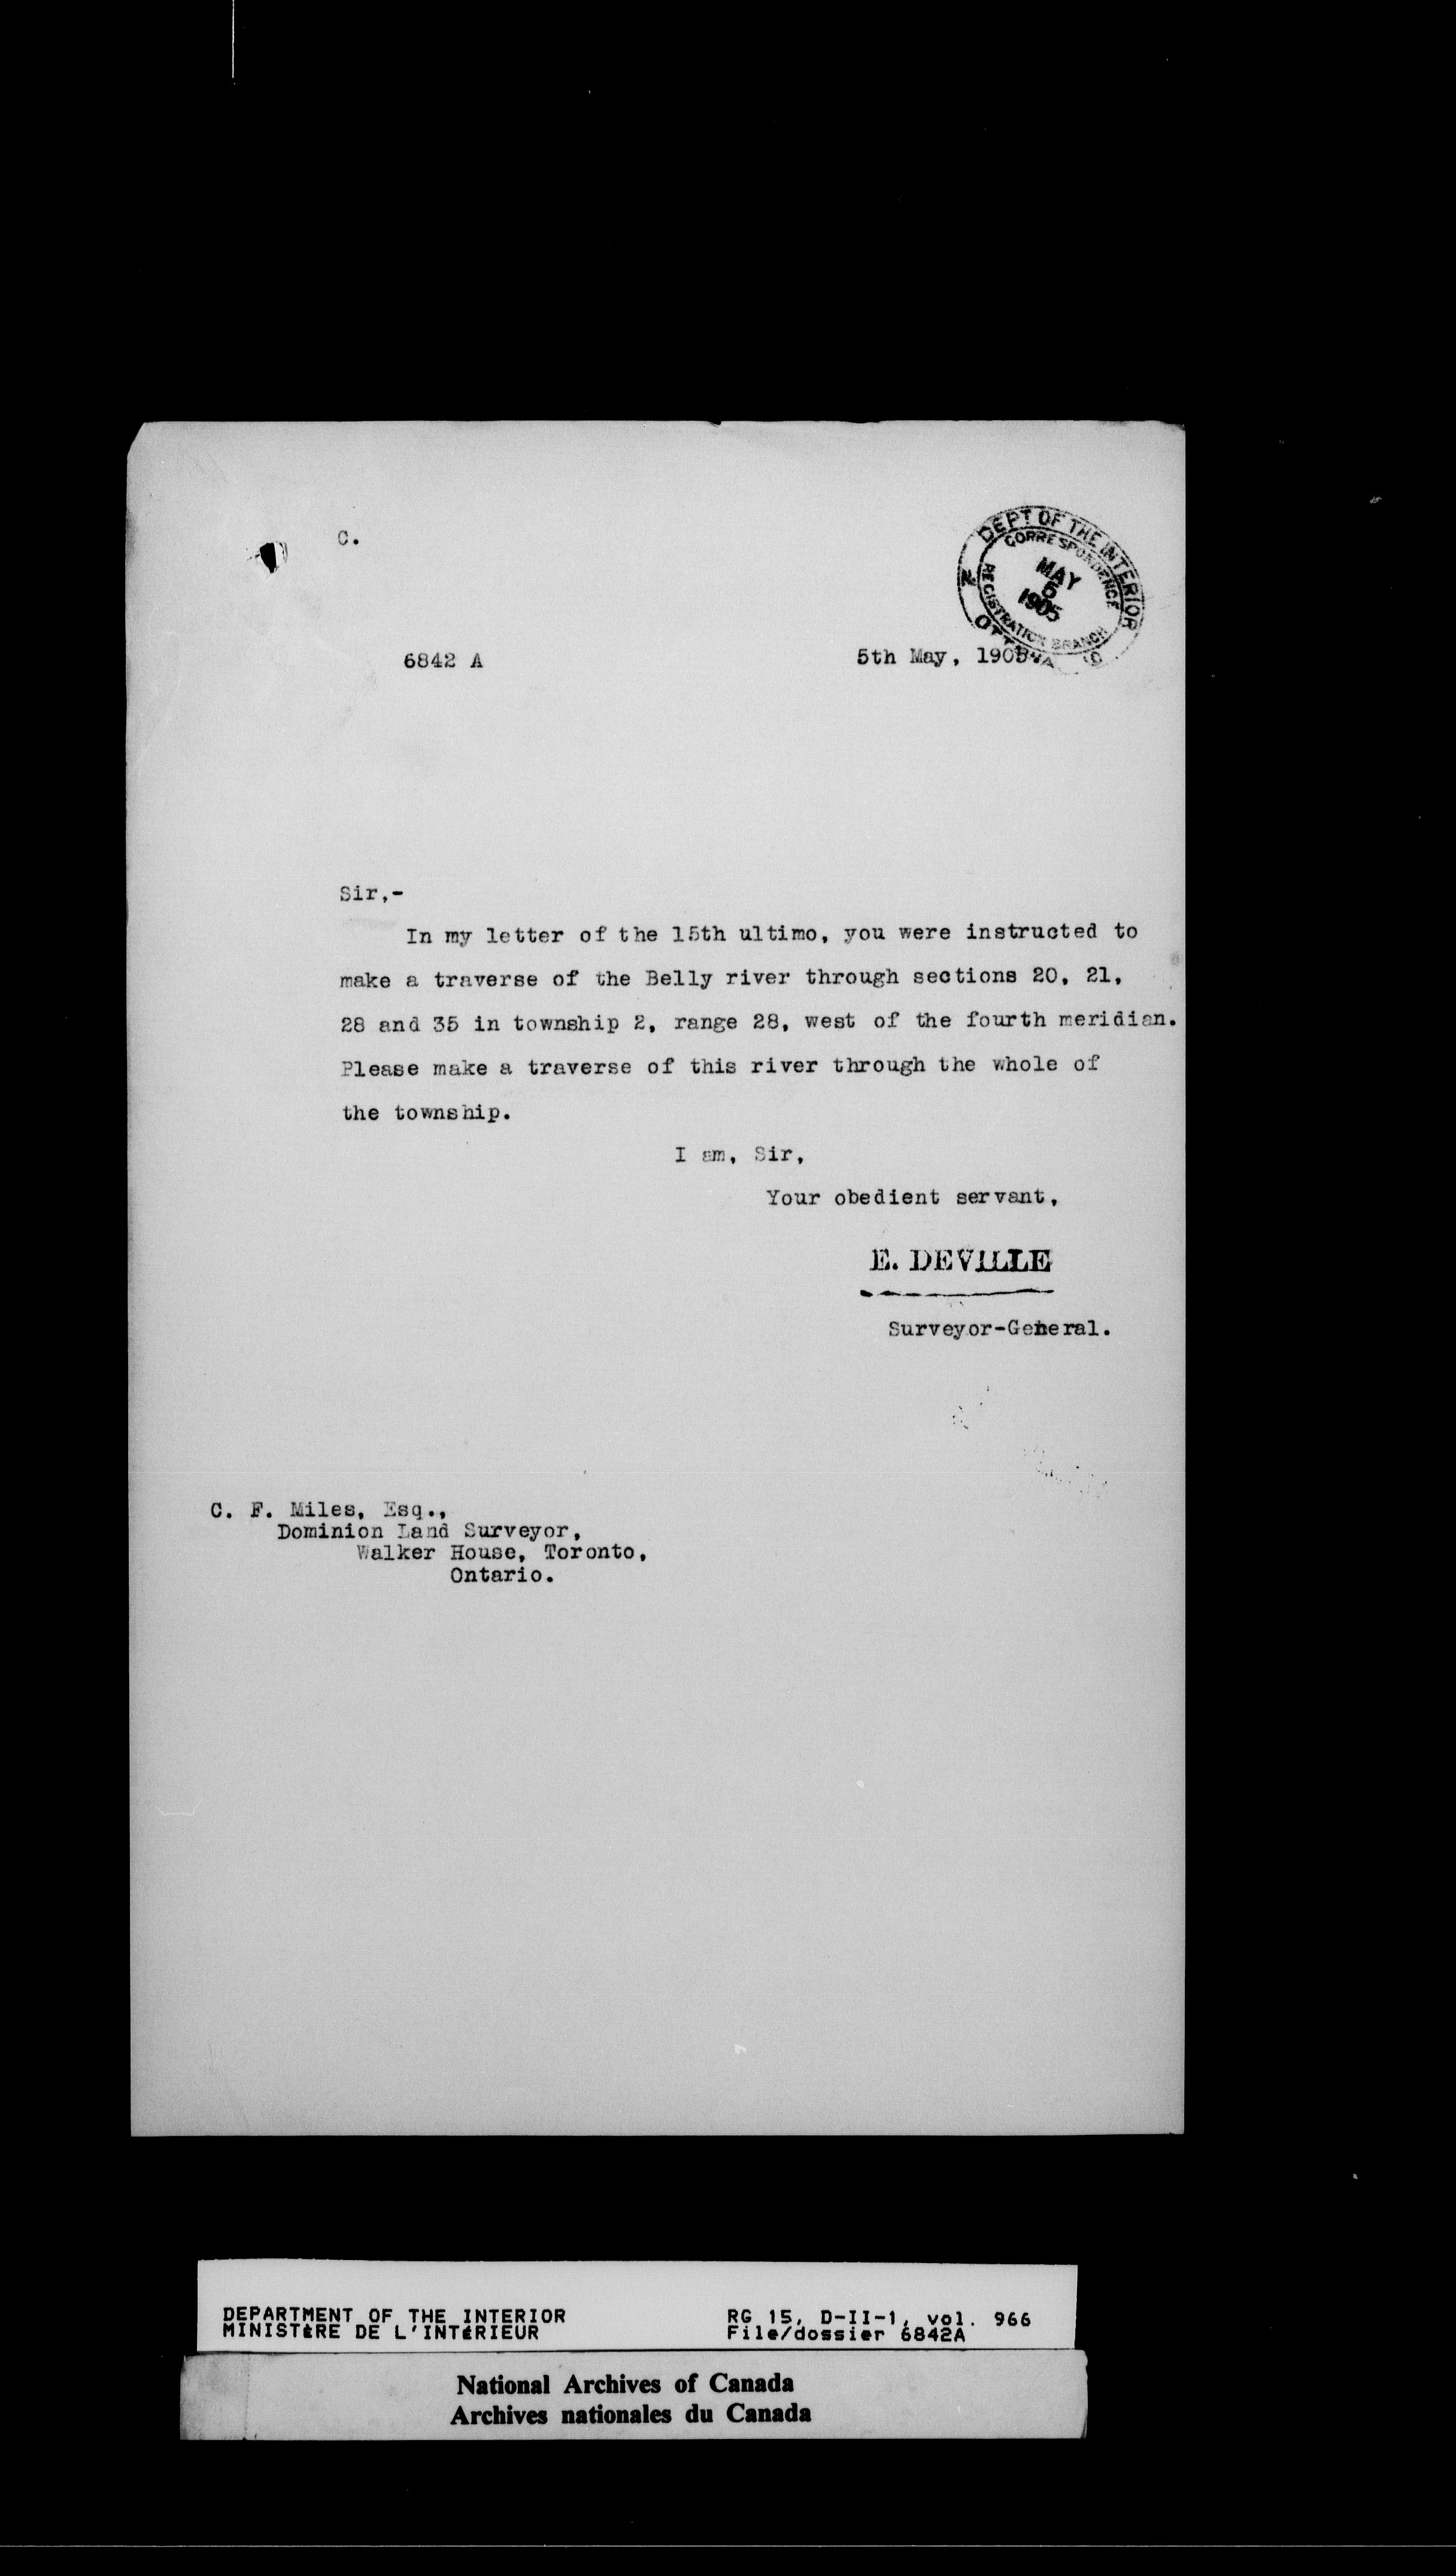 C.
DEPT OF THE INTERIOR
CORRESPONDENCE
MAY
5
1905
REGISTRATION BRANCH
OTTAWA
6842 A
5th May, 1905
Sir,-
In my letter of the 15th ultimo, you were instructed to
make a traverse of the Belly river through sections 20, 21,
28 and 35 in township 2, range 28, west of the fourth meridian.
Please make a traverse of this river through the whole of
the township.
I am, Sir,
Your obedient servant,
E. DEVILLE
Surveyor-General.
C. F. Miles, Esq.,
Dominion Land Surveyor,
Walker House, Toronto,
Ontario.
DEPARTMENT OF THE INTERIOR
MINISTÈRE DE L'INTÉRIEUR
RG 15, D-II-1, vol. 966
File/dossier 6842A
National Archives of Canada
Archives nationales du Canada